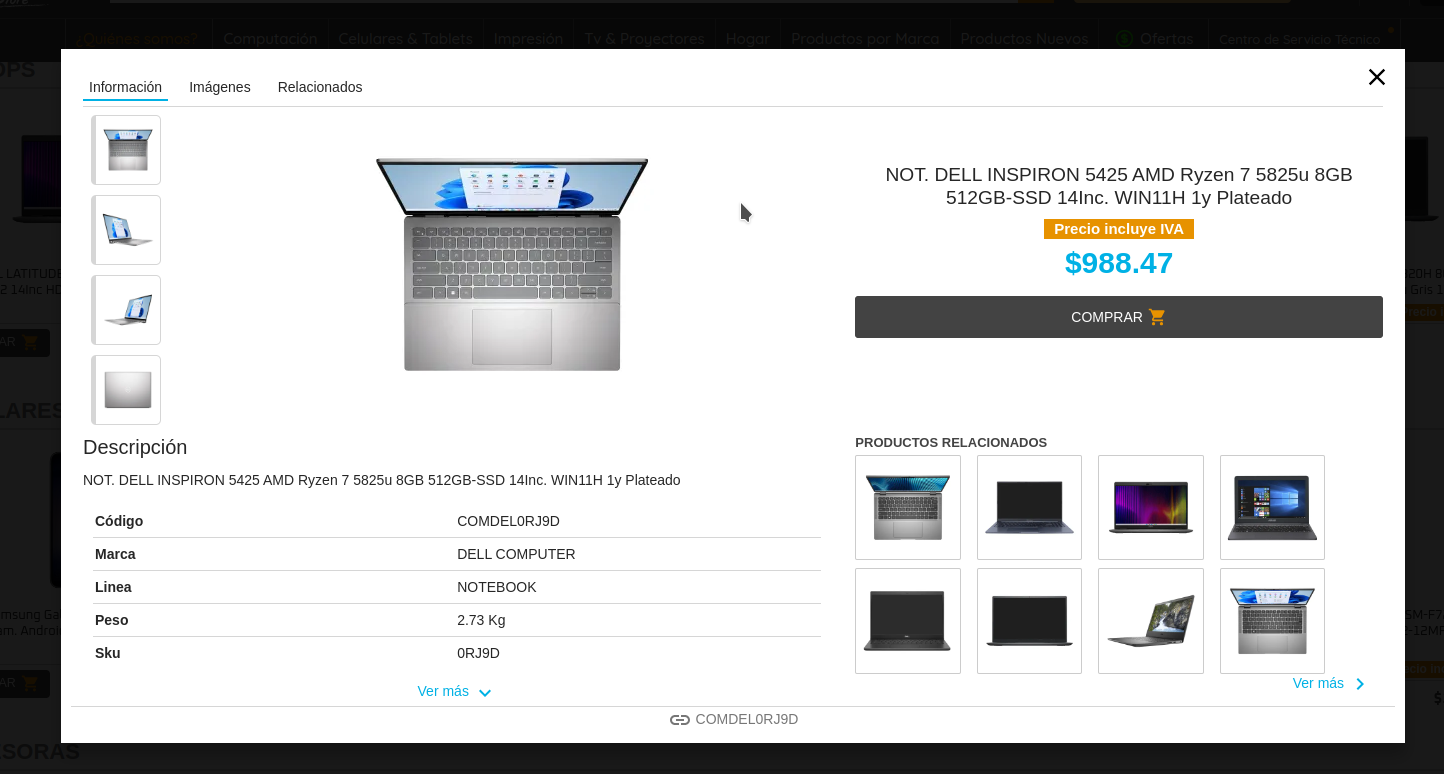 ¿Quiénes somos?
Computación
Celulares & Tablets
Impresión
Tv & Proyectores
Hogar
Productos por Marca
Productos Nuevos
Ofertas
Centro de Servicio Técnico
Información
Imágenes
Relacionados
NOT. DELL INSPIRON 5425 AMD Ryzen 7 5825u 8GB
512GB-SSD 14Inc. WIN11H 1y Plateado
Precio incluye IVA
$988.47
COMPRAR
Descripción
NOT. DELL INSPIRON 5425 AMD Ryzen 7 5825u 8GB 512GB-SSD 14Inc. WIN11H 1y Plateado
Código COMDEL0RJ9D
Marca DELL COMPUTER
Linea NOTEBOOK
Peso 2.73 Kg
Sku 0RJ9D
Ver más
PRODUCTOS RELACIONADOS
Ver más
COMDEL0RJ9D